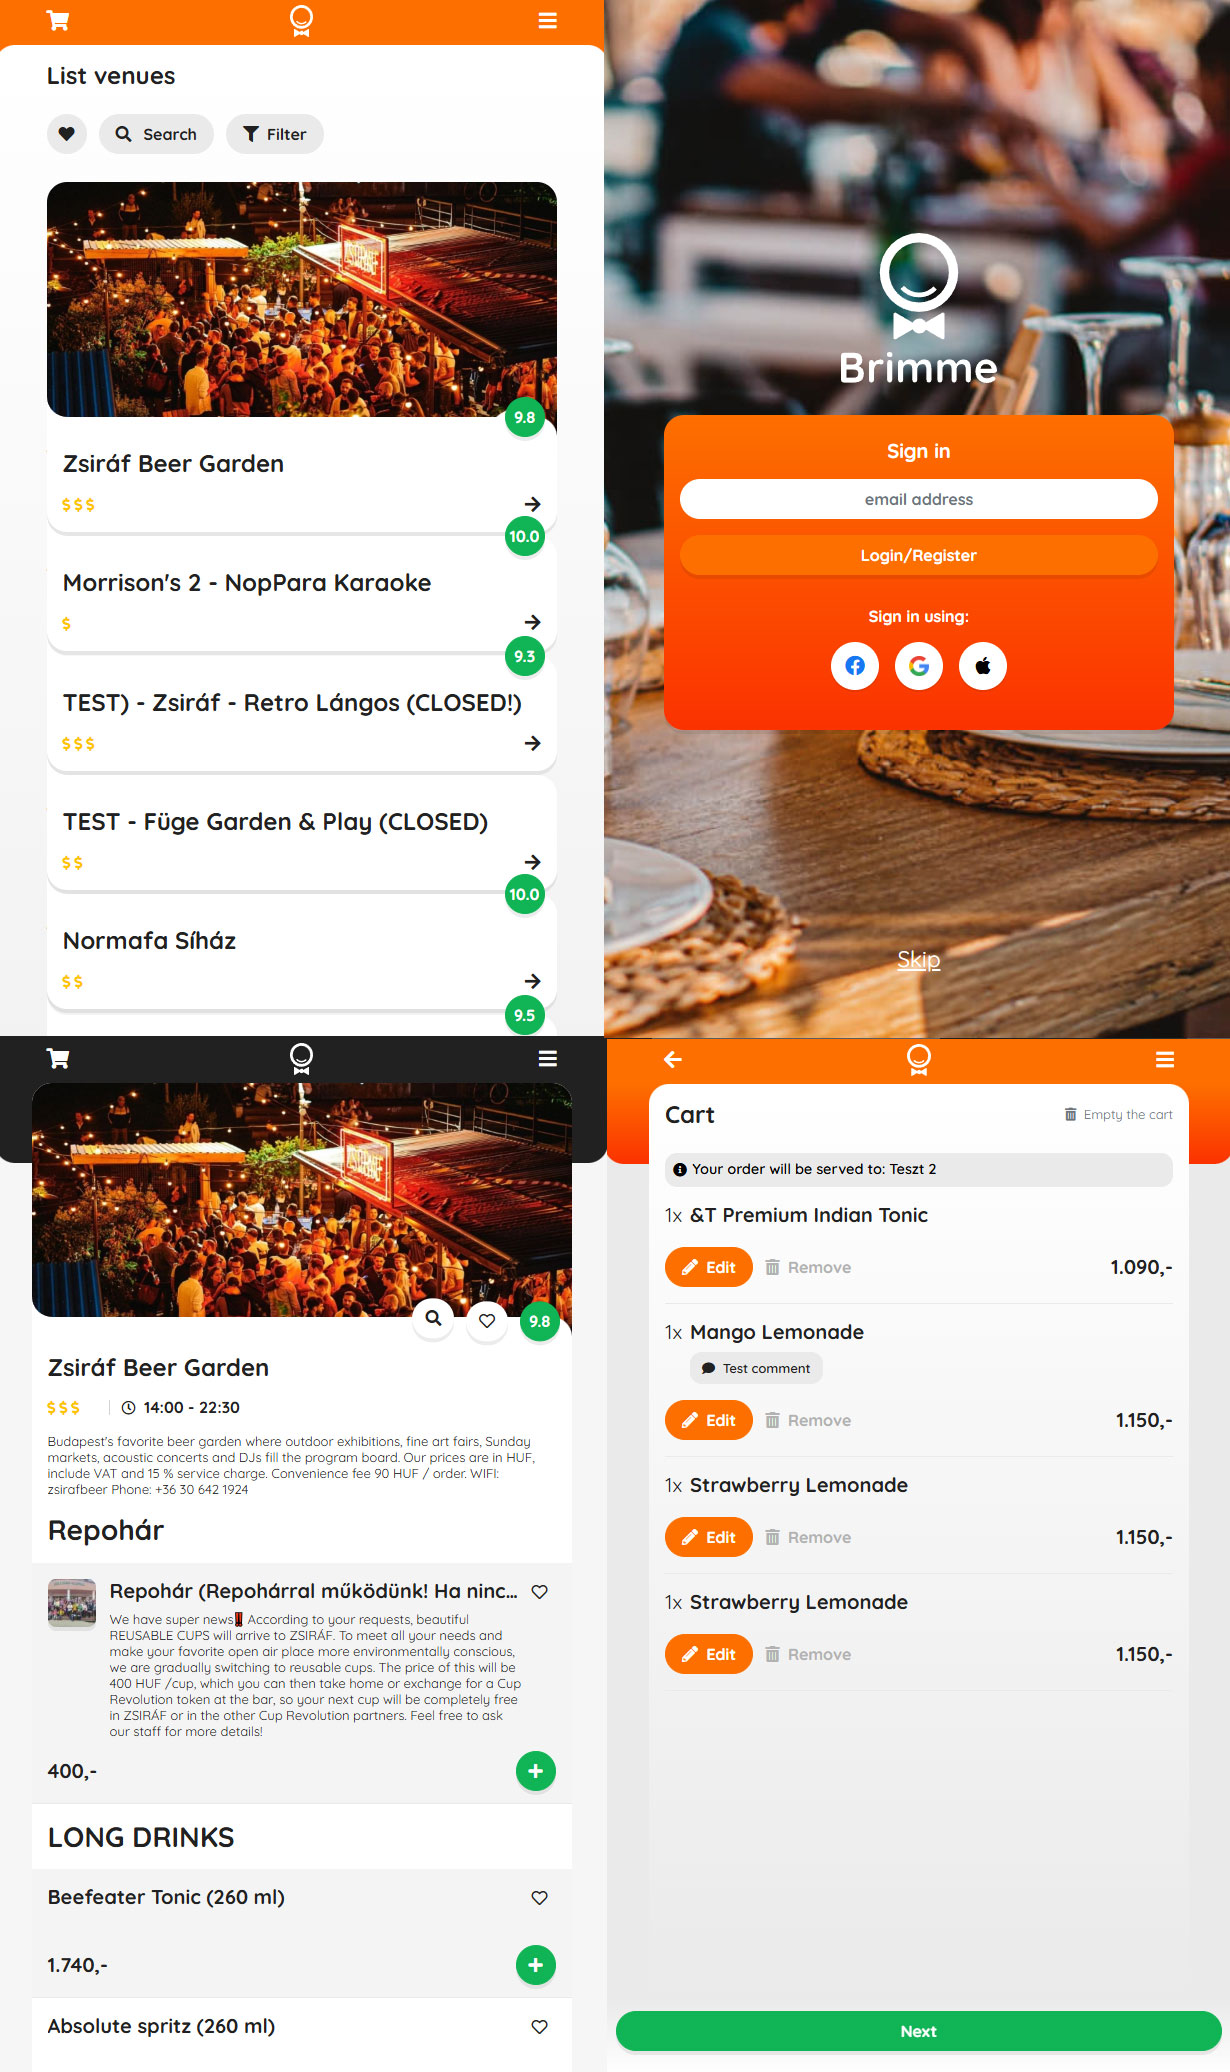 List venues
Search
Filter
9.8
Zsiráf Beer Garden
$$$
10.0
Morrison's 2 - NopPara Karaoke
$
9.3
TEST) - Zsiráf - Retro Lángos (CLOSED!)
$$$
TEST - Füge Garden & Play (CLOSED)
$$
10.0
Normafa Síház
$$
9.5
Brimme
Sign in
email address
Login/Register
Sign in using:
Skip
9.8
Zsiráf Beer Garden
$$$ 14:00 - 22:30
Budapest's favorite beer garden where outdoor exhibitions, fine art fairs, Sunday
markets, acoustic concerts and DJs fill the program board. Our prices are in HUF,
include VAT and 15 % service charge. Convenience fee 90 HUF / order. WIFI:
zsirafbeer Phone: +36 30 642 1924
Repohár
Repohár (Repohárral működünk! Ha ninc...
We have super news According to your requests, beautiful
REUSABLE CUPS will arrive to ZSIRÁF. To meet all your needs and
make your favorite open air place more environmentally conscious,
we are gradually switching to reusable cups. The price of this will be
400 HUF /cup, which you can then take home or exchange for a Cup
Revolution token at the bar, so your next cup will be completely free
in ZSIRÁF or in the other Cup Revolution partners. Feel free to ask
our staff for more details!
400,-
LONG DRINKS
Beefeater Tonic (260 ml)
1.740,-
Absolute spritz (260 ml)
Cart
Empty the cart
Your order will be served to: Teszt 2
1x &T Premium Indian Tonic
Edit Remove 1.090,-
1x Mango Lemonade
Test comment
Edit Remove 1.150,-
1x Strawberry Lemonade
Edit Remove 1.150,-
1x Strawberry Lemonade
Edit Remove 1.150,-
Next